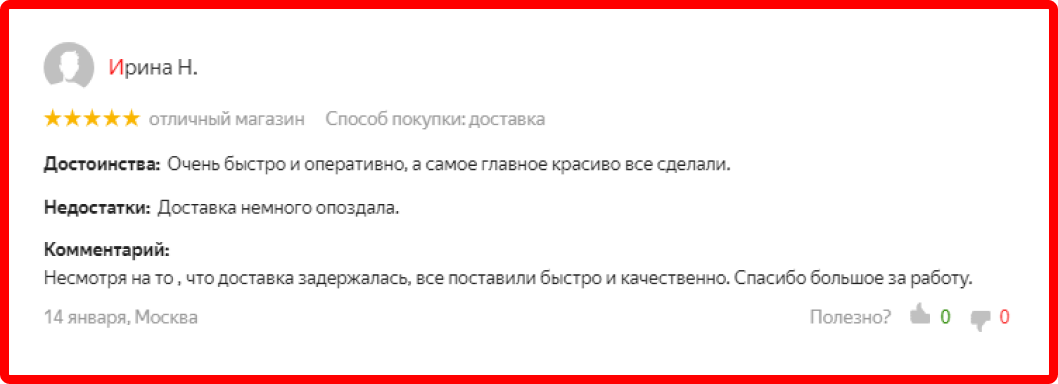 Ирина Н.
отличный магазин Способ покупки: доставка
Достоинства: Очень быстро и оперативно, а самое главное красиво все сделали.
Недостатки: Доставка немного опоздала.
Комментарий:
Несмотря на то , что доставка задержалась, все поставили быстро и качественно. Спасибо большое за работу.
14 января, Москва Полезно? 0 0